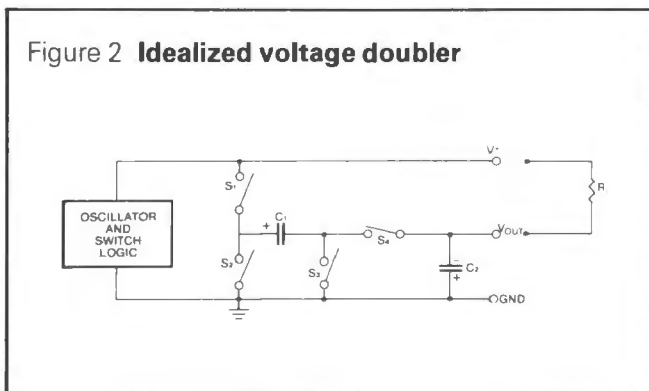 Figure 2 Idealized voltage doubler
V+
S1
R
OSCILLATOR
AND
SWITCH
LOGIC
+ C1
S4
VOUT
S2
S3
−
C2
+
GND